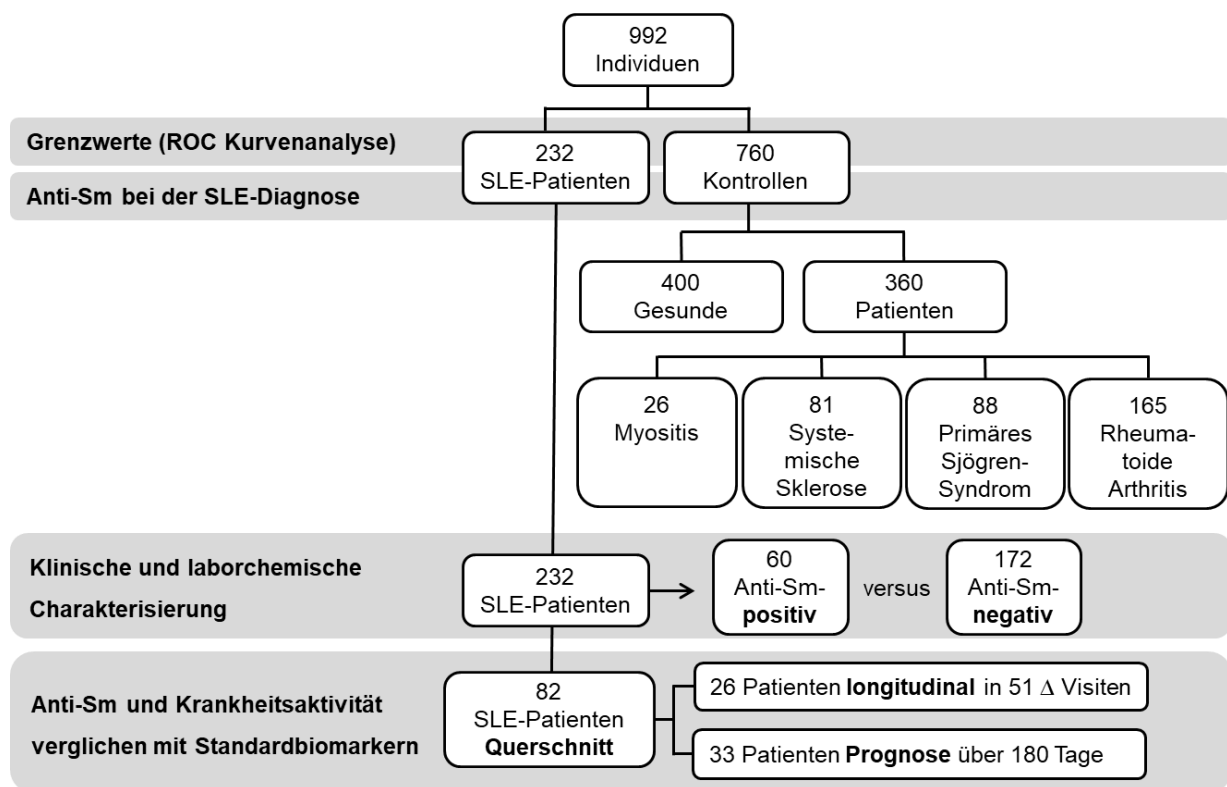 992
Individuen
Grenzwerte (ROC Kurvenanalyse)
232
SLE-Patienten
760
Kontrollen
Anti-Sm bei der SLE-Diagnose
400
Gesunde
360
Patienten
26
Myositis
81
Syste-
mische
Sklerose
88
Primäres
Sjögren-
Syndrom
165
Rheuma-
toide
Arthritis
Klinische und laborchemische
Charakterisierung
232
SLE-Patienten
60
Anti-Sm-
positiv
versus
172
Anti-Sm-
negativ
Anti-Sm und Krankheitsaktivität
verglichen mit Standardbiomarkern
82
SLE-Patienten
Querschnitt
26 Patienten longitudinal in 51 Δ Visiten
33 Patienten Prognose über 180 Tage